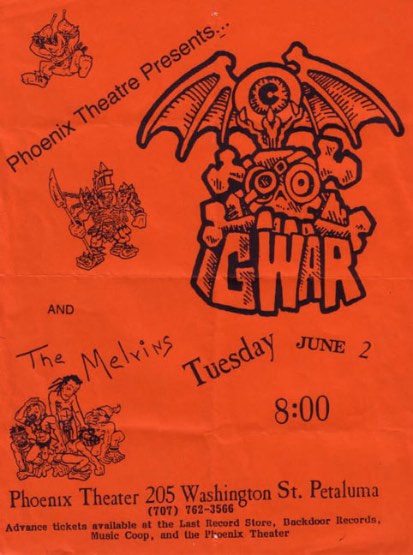 Phoenix Theatre Presents...
GWAR
AND
The Melvins
Tuesday JUNE 2
8:00
Phoenix Theater 205 Washington St. Petaluma
(707) 762-3566
Advance tickets available at the Last Record Store, Backdoor Records,
Music Coop, and the Phoenix Theater